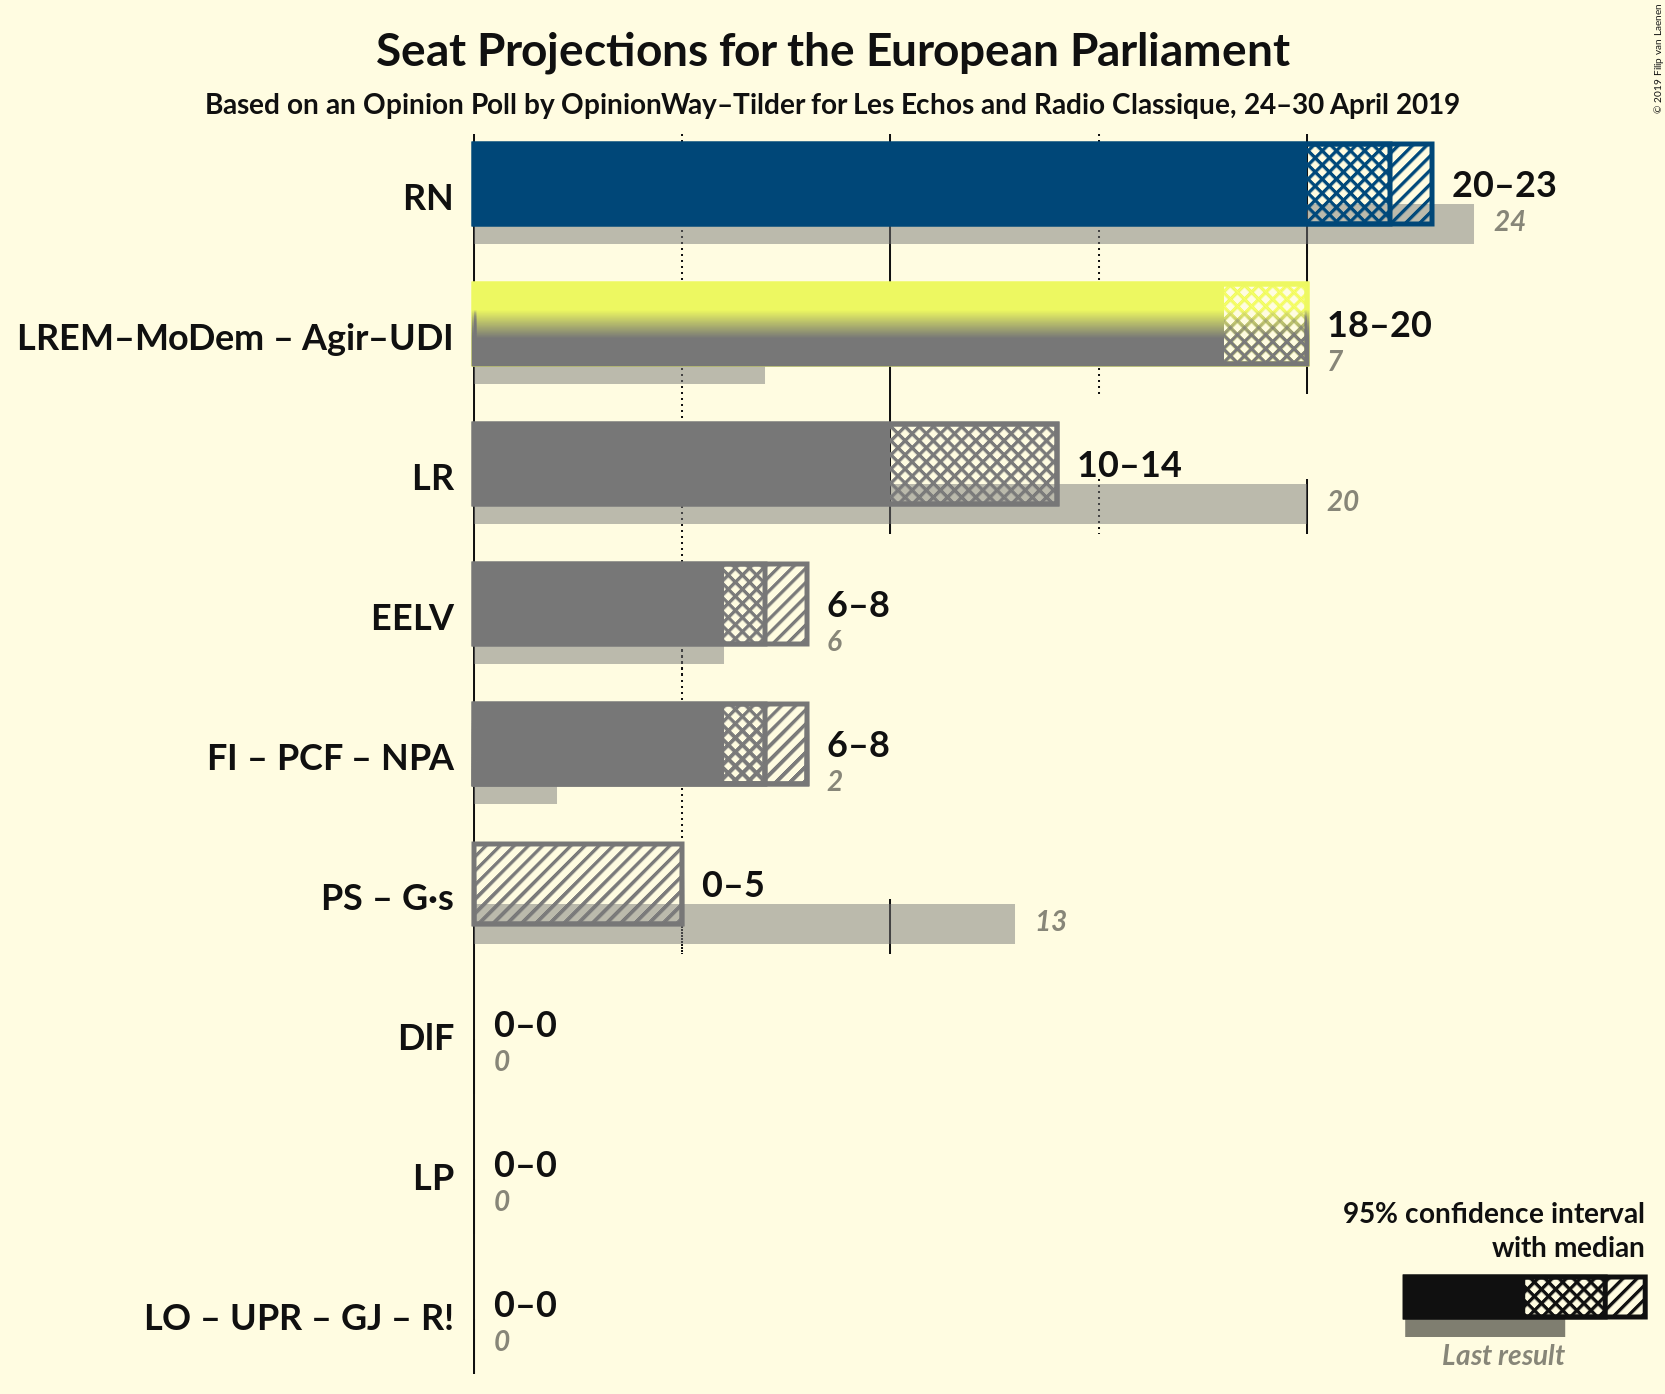 Seat Projections for the European Parliament
Based on an Opinion Poll by OpinionWay–Tilder for Les Echos and Radio Classique, 24–30 April 2019
© 2019 Filip van Laenen
RN
20–23
24
LREM–MoDem – Agir–UDI
18–20
7
LR
10–14
20
EELV
6–8
6
FI – PCF – NPA
6–8
2
PS – G·s
0–5
13
DlF
0–0
0
LP
0–0
0
LO – UPR – GJ – R!
0–0
0
95% confidence interval
with median
Last result